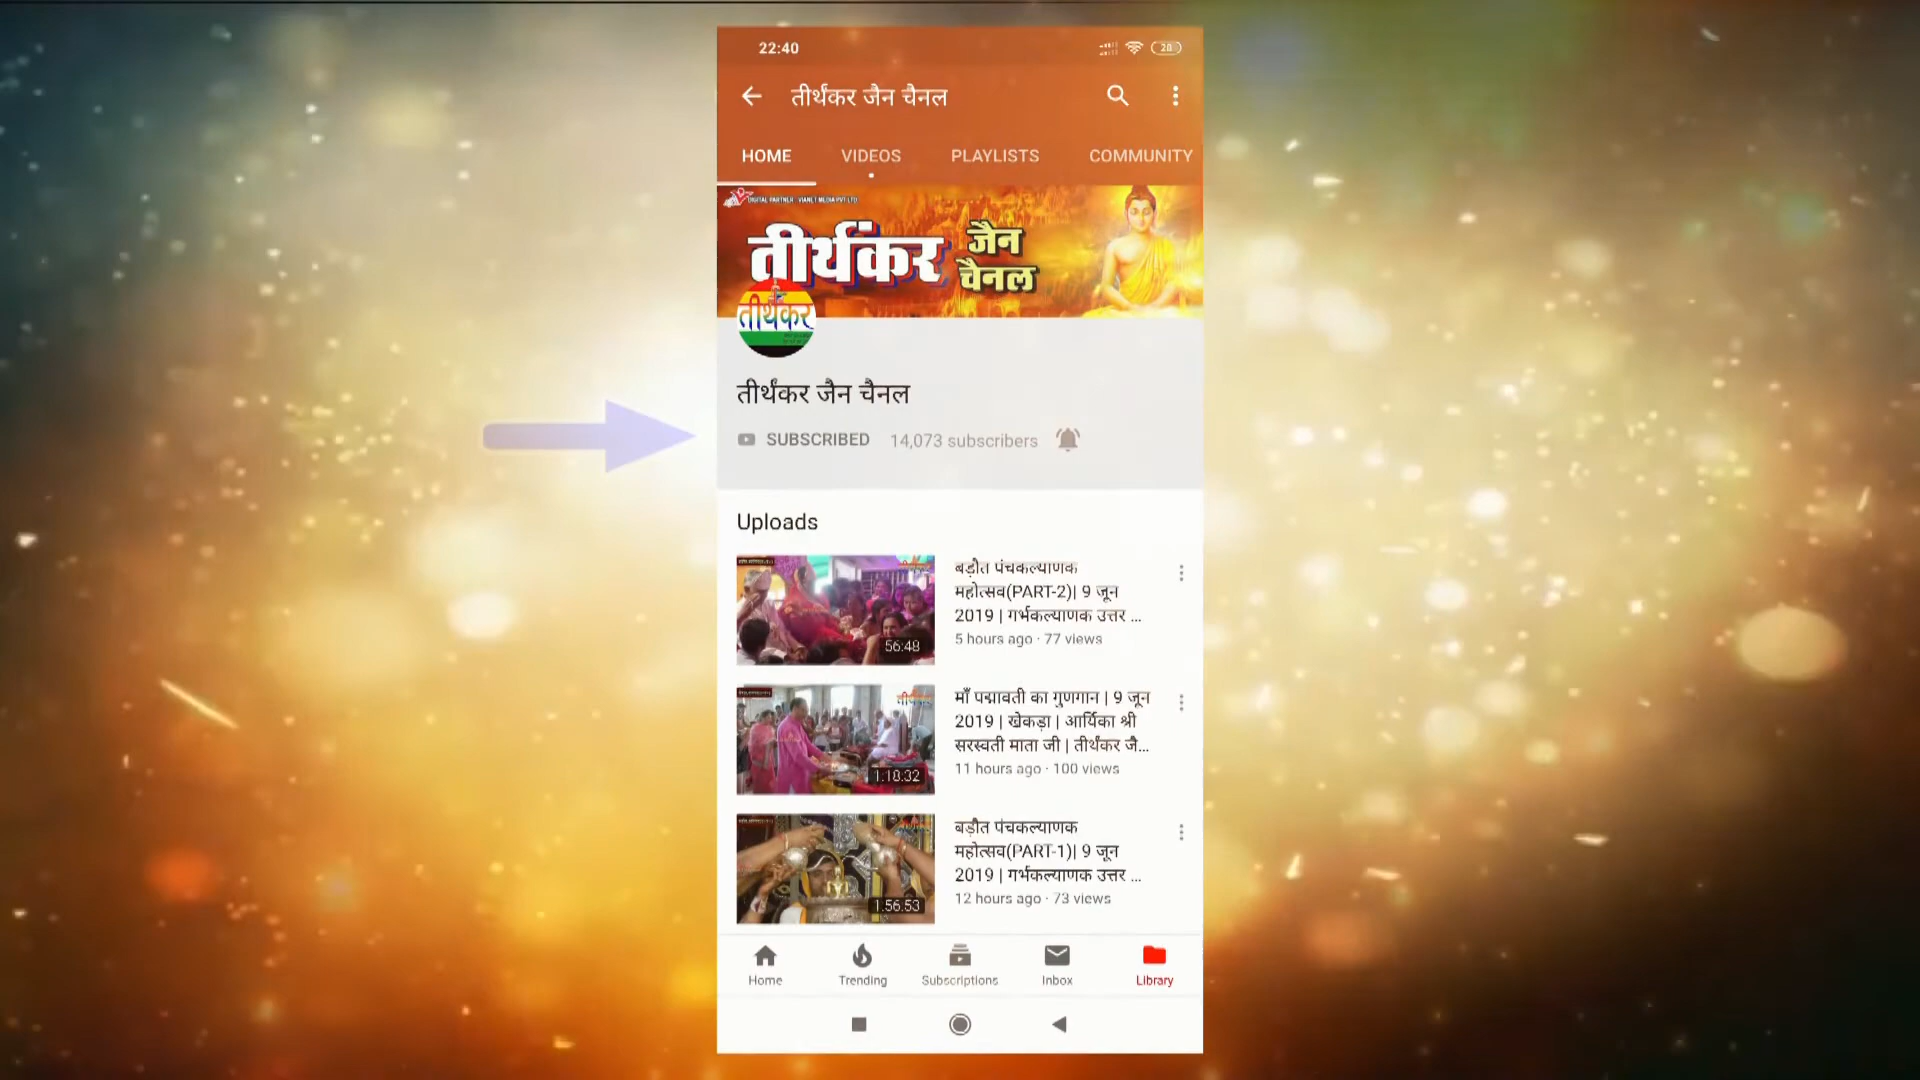 22:40
28
तीर्थंकर जैन चैनल
HOME VIDEOS PLAYLISTS COMMUNITY
DIGITAL PARTNER : VIANET MEDIA PVT LTD
तीर्थंकर जैन
चैनल
तीर्थंकर
तीर्थंकर जैन चैनल
SUBSCRIBED 14,073 subscribers
Uploads
बड़ौत पंचकल्याणक
महोत्सव(PART-2)| 9 जून
2019 | गर्भकल्याणक उत्तर ...
5 hours ago · 77 views
56:48
माँ पद्मावती का गुणगान | 9 जून
2019 | खेकड़ा | आर्यिका श्री
सरस्वती माता जी | तीर्थंकर जै...
11 hours ago · 100 views
1:18:32
बड़ौत पंचकल्याणक
महोत्सव(PART-1)| 9 जून
2019 | गर्भकल्याणक उत्तर ...
12 hours ago · 73 views
1:56:53
Home Trending Subscriptions Inbox Library